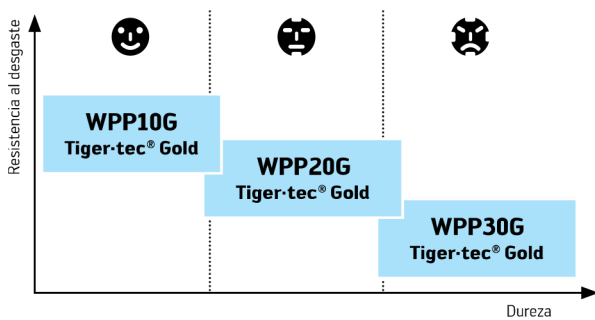 Resistencia al desgaste
WPP10G
Tiger·tec® Gold
WPP20G
Tiger·tec® Gold
WPP30G
Tiger·tec® Gold
Dureza